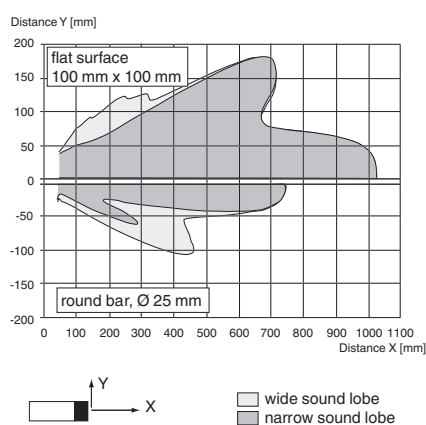 Distance Y [mm]
200
flat surface
100 mm x 100 mm
150
100
50
0
-50
-100
-150
round bar, Ø 25 mm
-200
0 100 200 300 400 500 600 700 800 900 1000 1100
Distance X [mm]
Y
X
wide sound lobe
narrow sound lobe